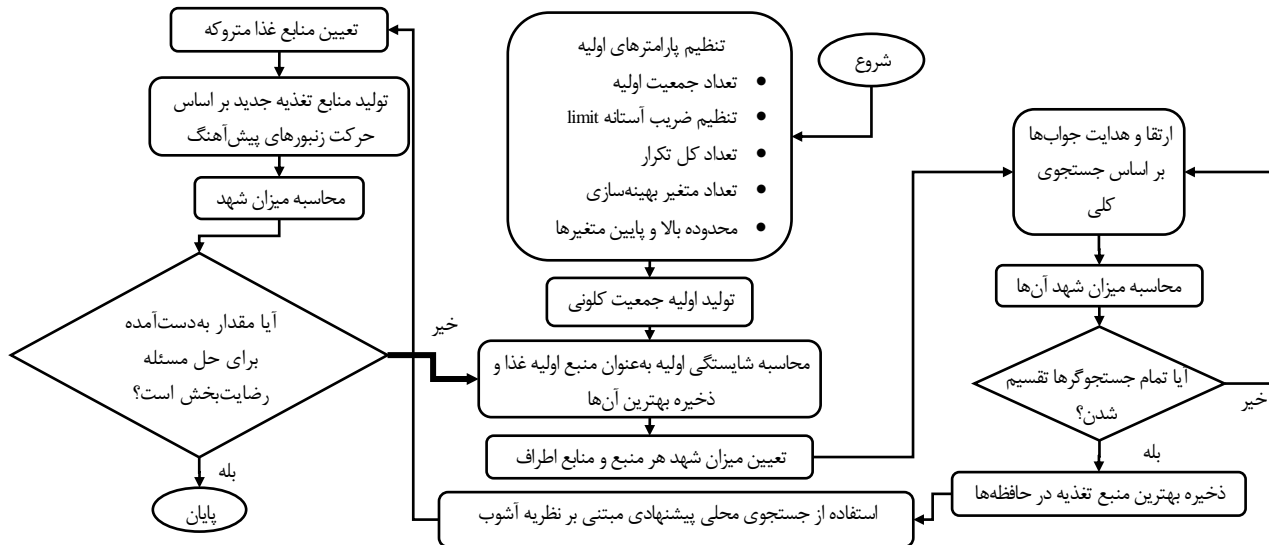 شروع
تنظیم پارامترهای اولیه
• تعداد جمعیت اولیه
• تنظیم ضریب آستانه limit
• تعداد کل تکرار
• تعداد متغیر بهینه‌سازی
• محدوده بالا و پایین متغیرها
تولید اولیه جمعیت کلونی
محاسبه شایستگی اولیه به‌عنوان منبع اولیه غذا و
ذخیره بهترین آن‌ها
تعیین میزان شهد هر منبع و منابع اطراف
ارتقا و هدایت جواب‌ها
بر اساس جستجوی
کلی
محاسبه میزان شهد آن‌ها
آیا تمام جستجوگرها تقسیم
شدن؟
خیر
بله
ذخیره بهترین منبع تغذیه در حافظه‌ها
استفاده از جستجوی محلی پیشنهادی مبتنی بر نظریه آشوب
تعیین منابع غذا متروکه
تولید منابع تغذیه جدید بر اساس
حرکت زنبورهای پیش‌آهنگ
محاسبه میزان شهد
آیا مقدار به‌دست‌آمده
برای حل مسئله
رضایت‌بخش است؟
خیر
بله
پایان